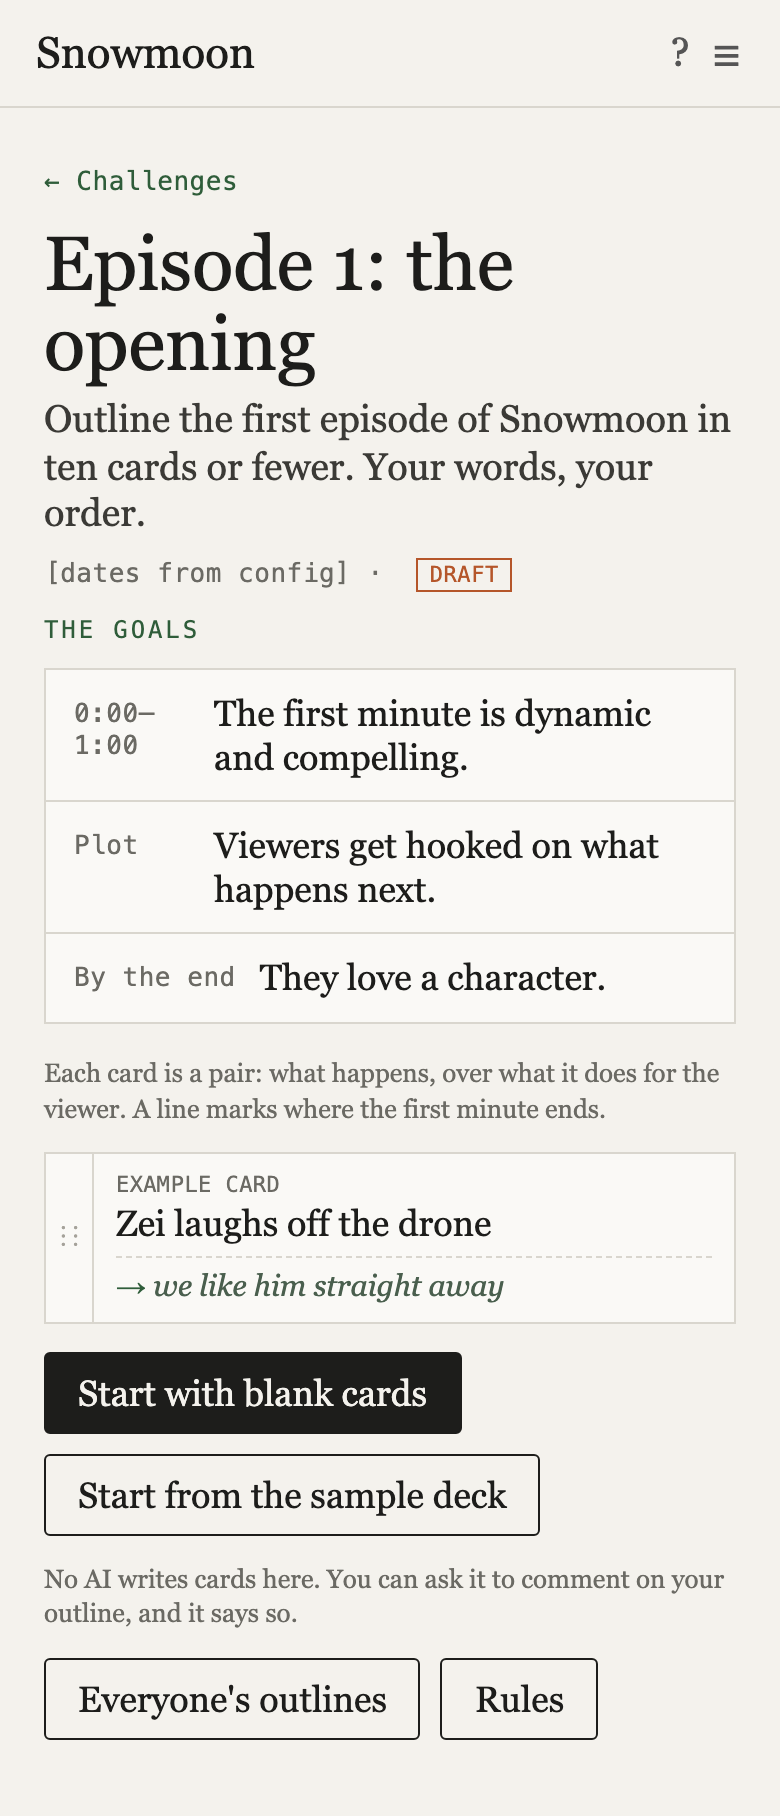 Snowmoon
? ≡
← Challenges
Episode 1: the
opening
Outline the first episode of Snowmoon in
ten cards or fewer. Your words, your
order.
[dates from config] · DRAFT
THE GOALS
0:00–
1:00
The first minute is dynamic
and compelling.
Plot
Viewers get hooked on what
happens next.
By the end They love a character.
Each card is a pair: what happens, over what it does for the
viewer. A line marks where the first minute ends.
EXAMPLE CARD
Zei laughs off the drone
→ we like him straight away
Start with blank cards
Start from the sample deck
No AI writes cards here. You can ask it to comment on your
outline, and it says so.
Everyone's outlines
Rules